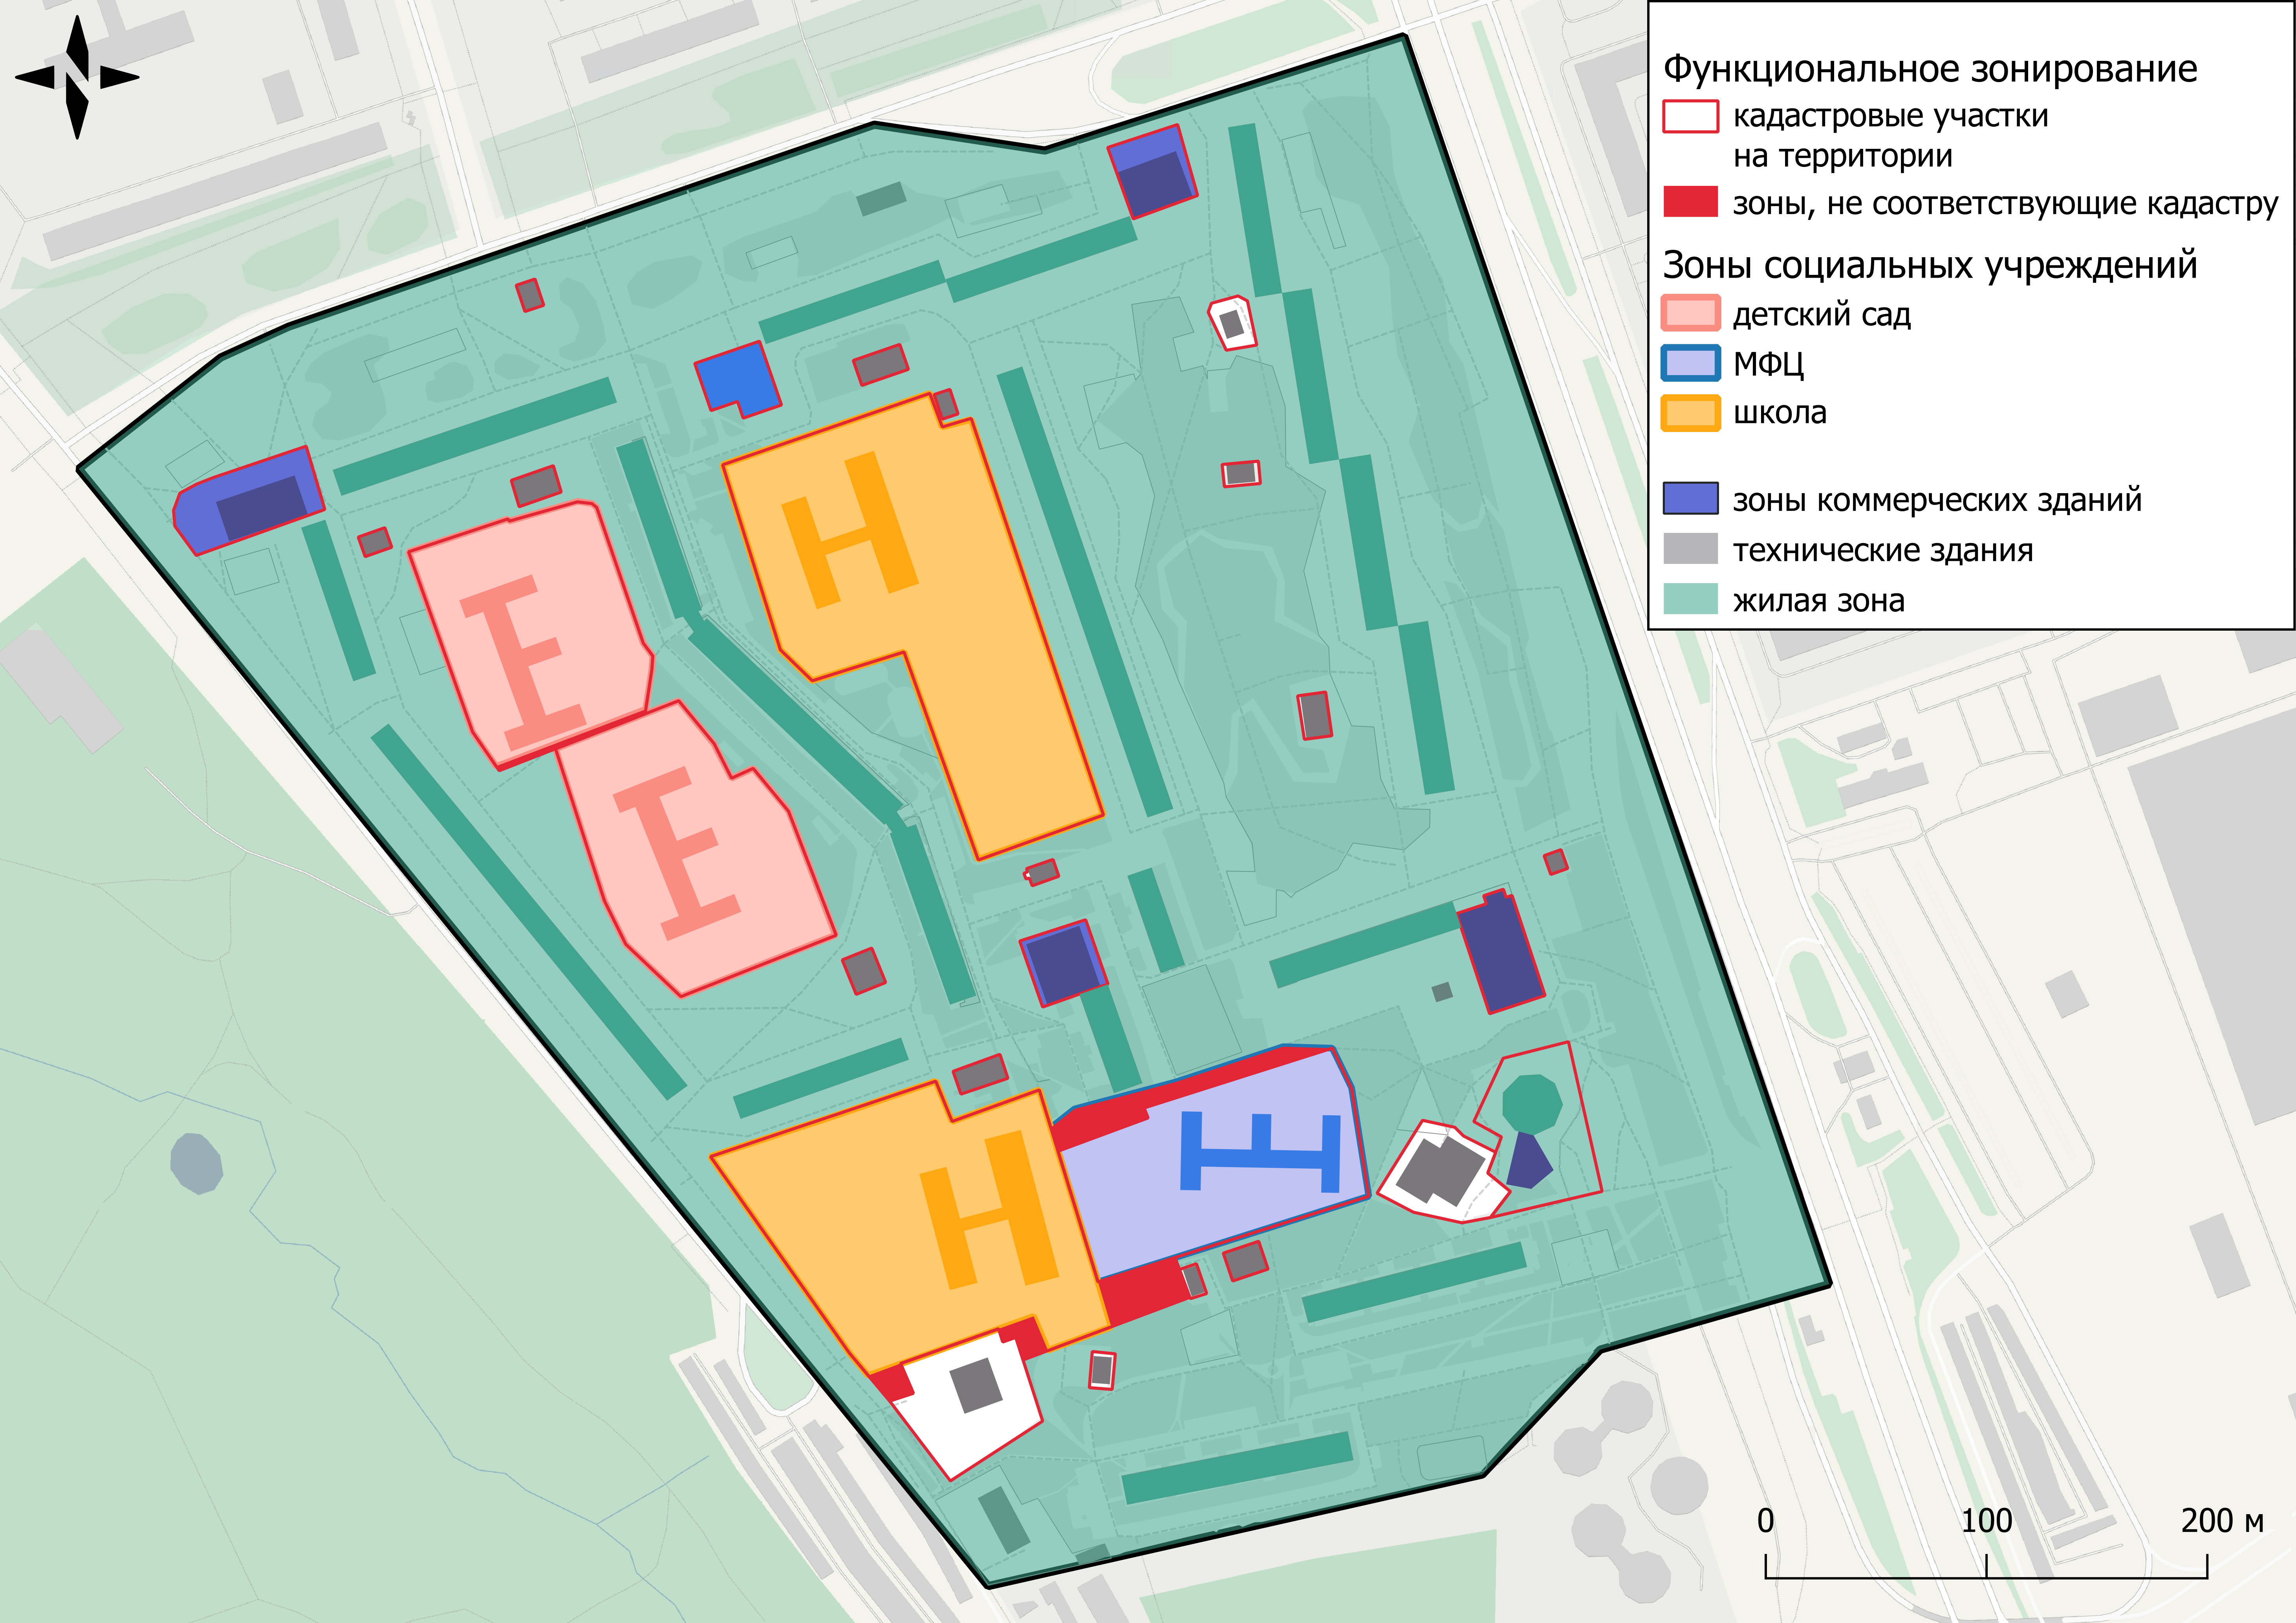 N
Функциональное зонирование
кадастровые участки
на территории
зоны, не соответствующие кадастру
Зоны социальных учреждений
детский сад
МФЦ
школа
зоны коммерческих зданий
технические здания
жилая зона
0 100 200 м